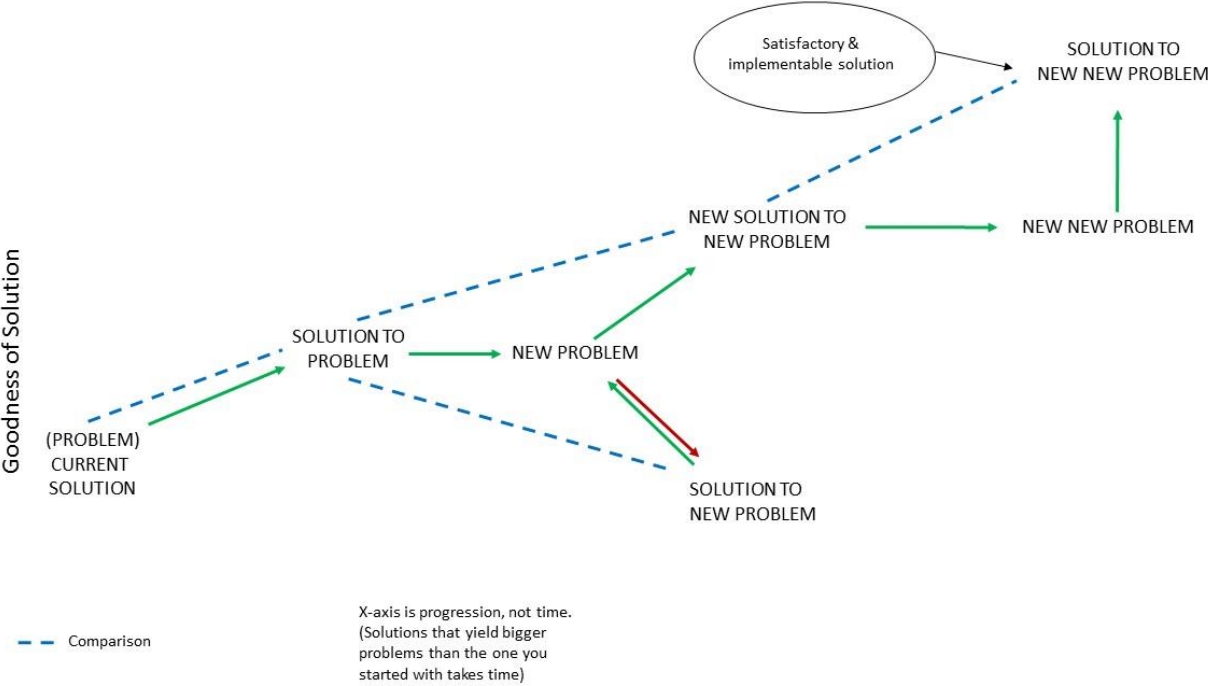 Satisfactory &
implementable solution
SOLUTION TO
NEW NEW PROBLEM
NEW SOLUTION TO
NEW PROBLEM
NEW NEW PROBLEM
Goodness of Solution
SOLUTION TO
PROBLEM
NEW PROBLEM
(PROBLEM)
CURRENT
SOLUTION
SOLUTION TO
NEW PROBLEM
Comparison
X-axis is progression, not time.
(Solutions that yield bigger
problems than the one you
started with takes time)